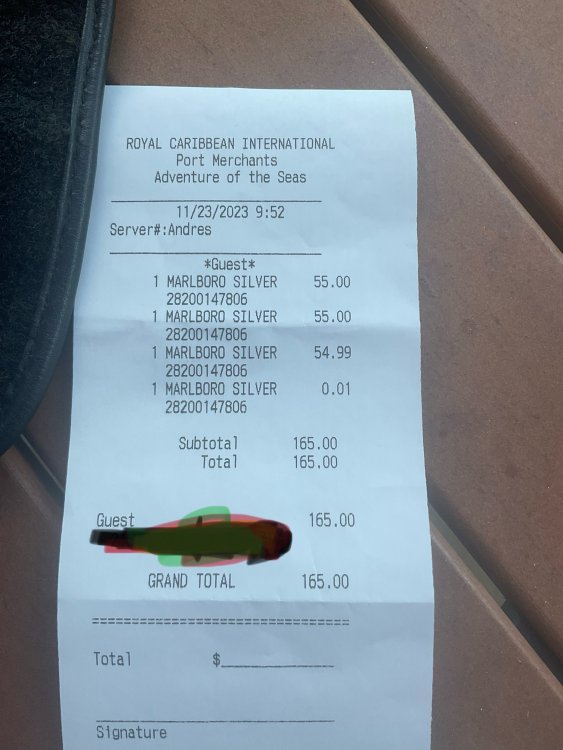 ROYAL CARIBBEAN INTERNATIONAL
Port Merchants
Adventure of the Seas
11/23/2023 9:52
Server#:Andres
*Guest*
1 MARLBORO SILVER 55.00
28200147806
1 MARLBORO SILVER 55.00
28200147806
1 MARLBORO SILVER 54.99
28200147806
1 MARLBORO SILVER 0.01
28200147806
Subtotal 165.00
Total 165.00
Guest 165.00
GRAND TOTAL 165.00
==============================
Total $
Signature